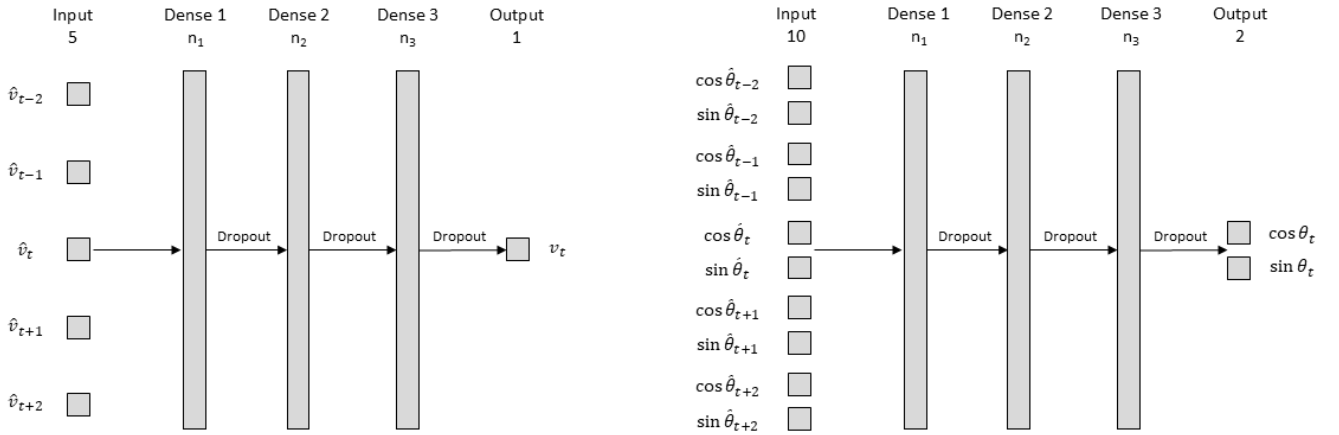 Input Dense 1 Dense 2 Dense 3 Output
5 n₁ n₂ n₃ 1
v̂ₜ₋₂
v̂ₜ₋₁
Dropout Dropout Dropout
v̂ₜ vₜ
v̂ₜ₊₁
v̂ₜ₊₂
Input Dense 1 Dense 2 Dense 3 Output
10 n₁ n₂ n₃ 2
cos θ̂ₜ₋₂
sin θ̂ₜ₋₂
cos θ̂ₜ₋₁
sin θ̂ₜ₋₁
cos θ̂ₜ Dropout Dropout Dropout cos θₜ
sin θ̂ₜ sin θₜ
cos θ̂ₜ₊₁
sin θ̂ₜ₊₁
cos θ̂ₜ₊₂
sin θ̂ₜ₊₂